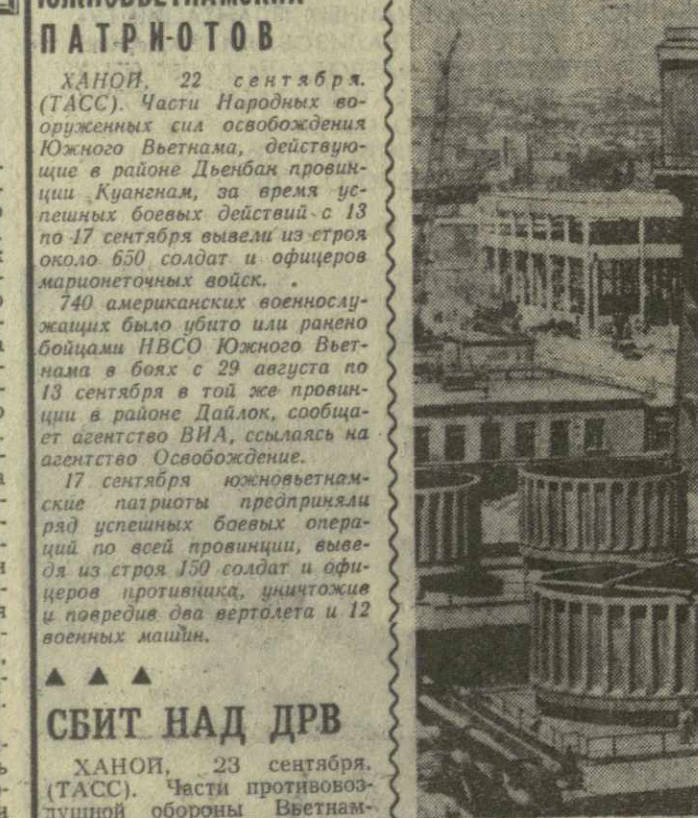 ЮЖНОВЬЕТНАМСКИХ
ПАТРИОТОВ
ХАНОЙ, 22 сентября.
(ТАСС). Части Народных во-
оруженных сил освобождения
Южного Вьетнама, действую-
щие в районе Дьенбан провин-
ции Куангнам, за время ус-
пешных боевых действий с 13
по 17 сентября вывели из строя
около 650 солдат и офицеров
марионеточных войск.
740 американских военнослу-
жащих было убито или ранено
бойцами НВСО Южного Вьет-
нама в боях с 29 августа по
13 сентября в той же провин-
ции в районе Дайлок, сообща-
ет агентство ВИА, ссылаясь на
агентство Освобождение.
17 сентября южновьетнам-
ские патриоты предприняли
ряд успешных боевых опера-
ций по всей провинции, выве-
дя из строя 150 солдат и офи-
церов противника, уничтожив
и повредив два вертолета и 12
военных машин.
▲ ▲ ▲
СБИТ НАД ДРВ
ХАНОЙ, 23 сентября.
(ТАСС). Части противовоз-
душной обороны Вьетнам-